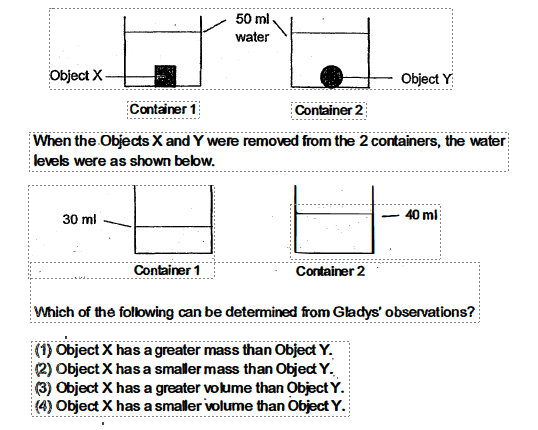 50 ml
water
Object X
Object Y
Container 1
Container 2
When the Objects X and Y were removed from the 2 containers, the water
levels were as shown below.
30 ml
40 ml
Container 1
Container 2
Which of the following can be determined from Gladys' observations?
(1) Object X has a greater mass than Object Y.
(2) Object X has a smaller mass than Object Y.
(3) Object X has a greater volume than Object Y.
(4) Object X has a smaller volume than Object Y.